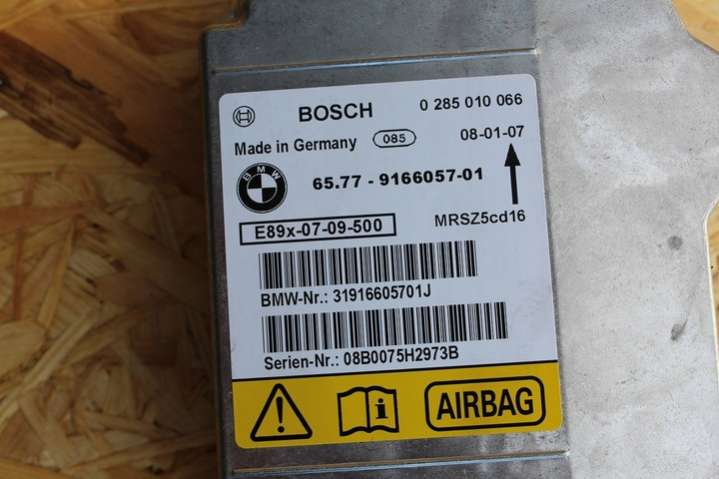 BOSCH 0 285 010 066
Made in Germany 085 08-01-07
BMW 65.77 - 9166057-01
E89x-07-09-500 MRSZ5cd16
BMW-Nr.: 31916605701J
Serien-Nr.: 08B0075H2973B
AIRBAG